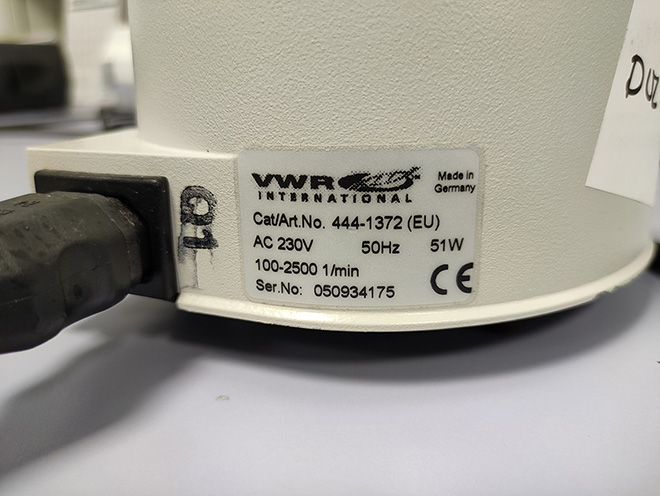 VWR
INTERNATIONAL
Made in
Germany
Cat/Art.No. 444-1372 (EU)
AC 230V 50Hz 51W
100-2500 1/min
Ser.No: 050934175
CE
G1